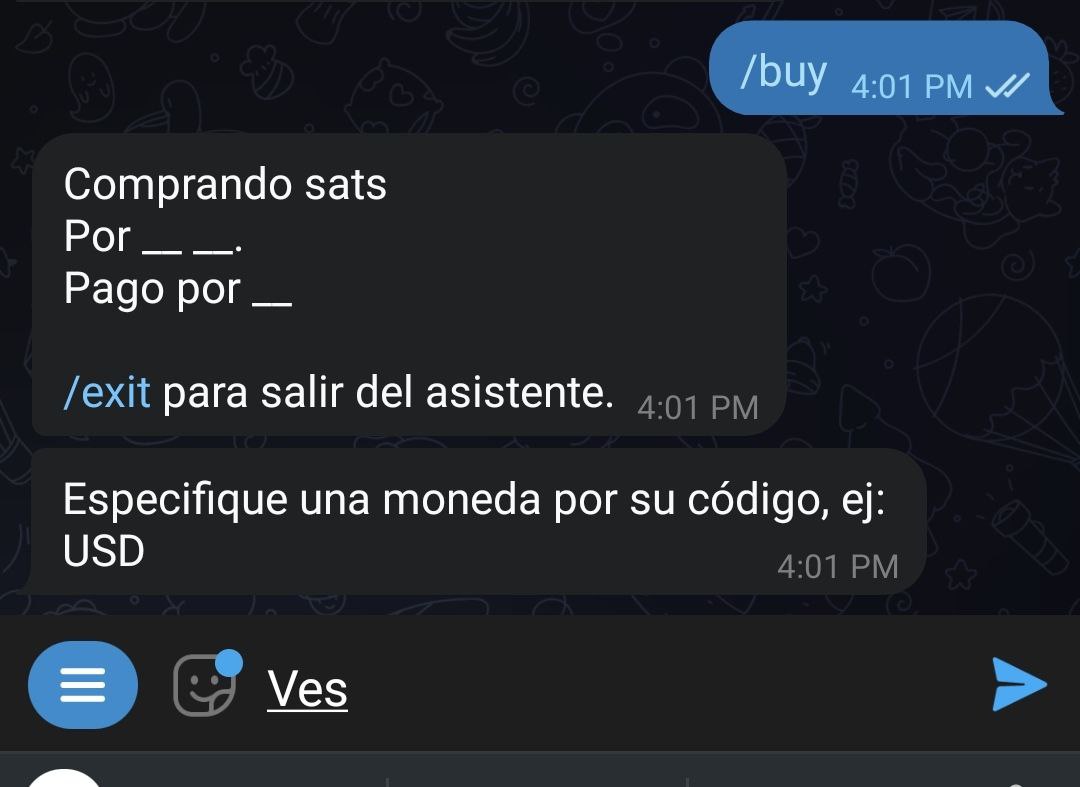 /buy 4:01 PM
Comprando sats
Por __ __.
Pago por __
/exit para salir del asistente. 4:01 PM
Especifique una moneda por su código, ej:
USD
4:01 PM
Ves